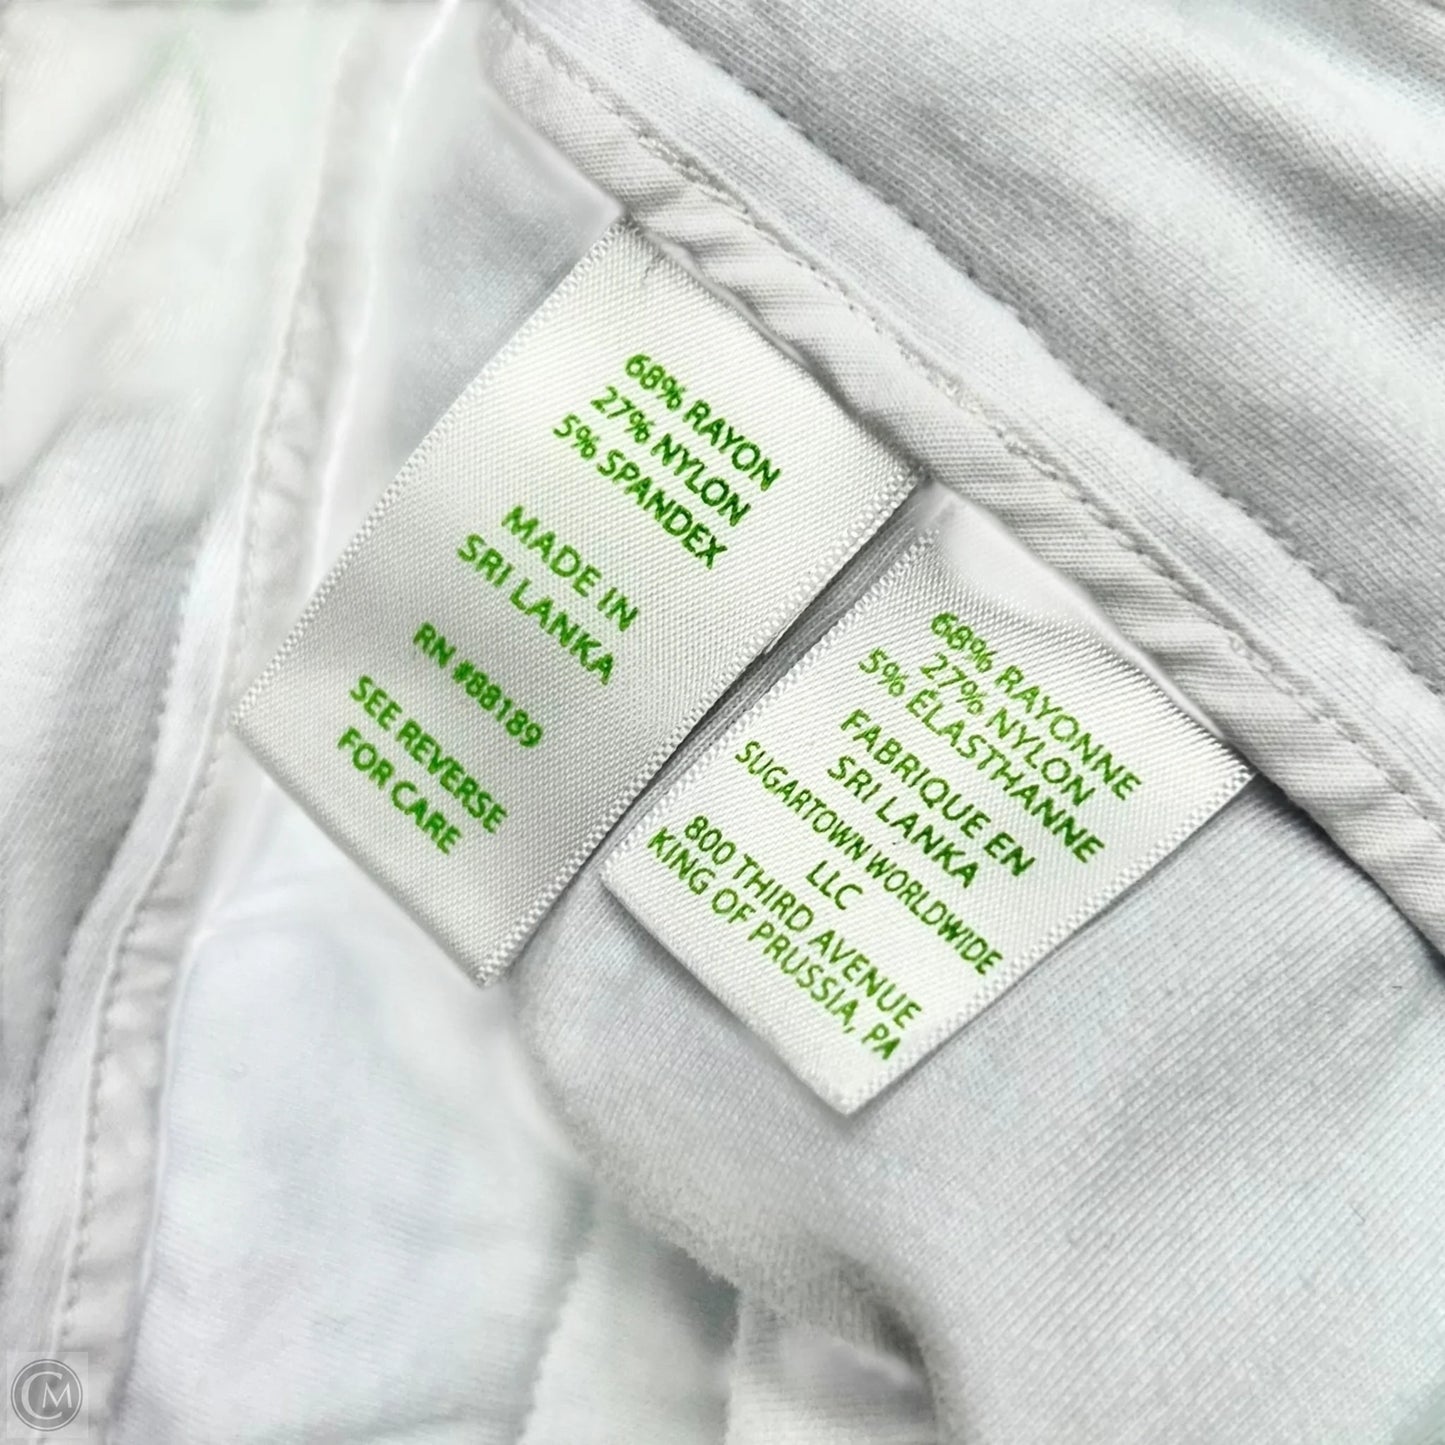 68% RAYON
27% NYLON
5% SPANDEX
MADE IN
SRI LANKA
RN #88189
SEE REVERSE
FOR CARE
68% RAYONNE
27% NYLON
5% ÉLASTHANNE
FABRIQUE EN
SRI LANKA
SUGARTOWN WORLDWIDE
LLC
800 THIRD AVENUE
KING OF PRUSSIA, PA
CM